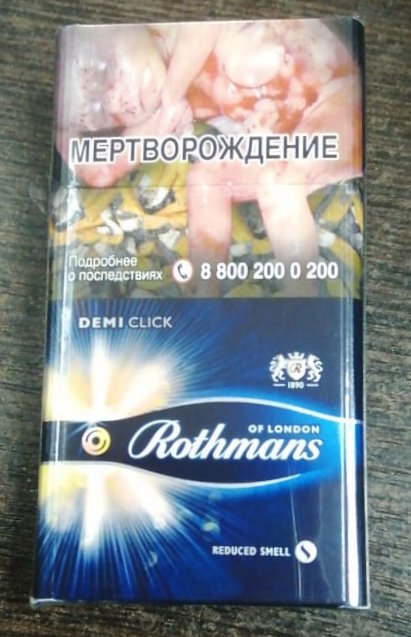 МЕРТВОРОЖДЕНИЕ
Подробнее
о последствиях
8 800 200 0 200
DEMI CLICK
R
1890
OF LONDON
Rothmans
REDUCED SMELL